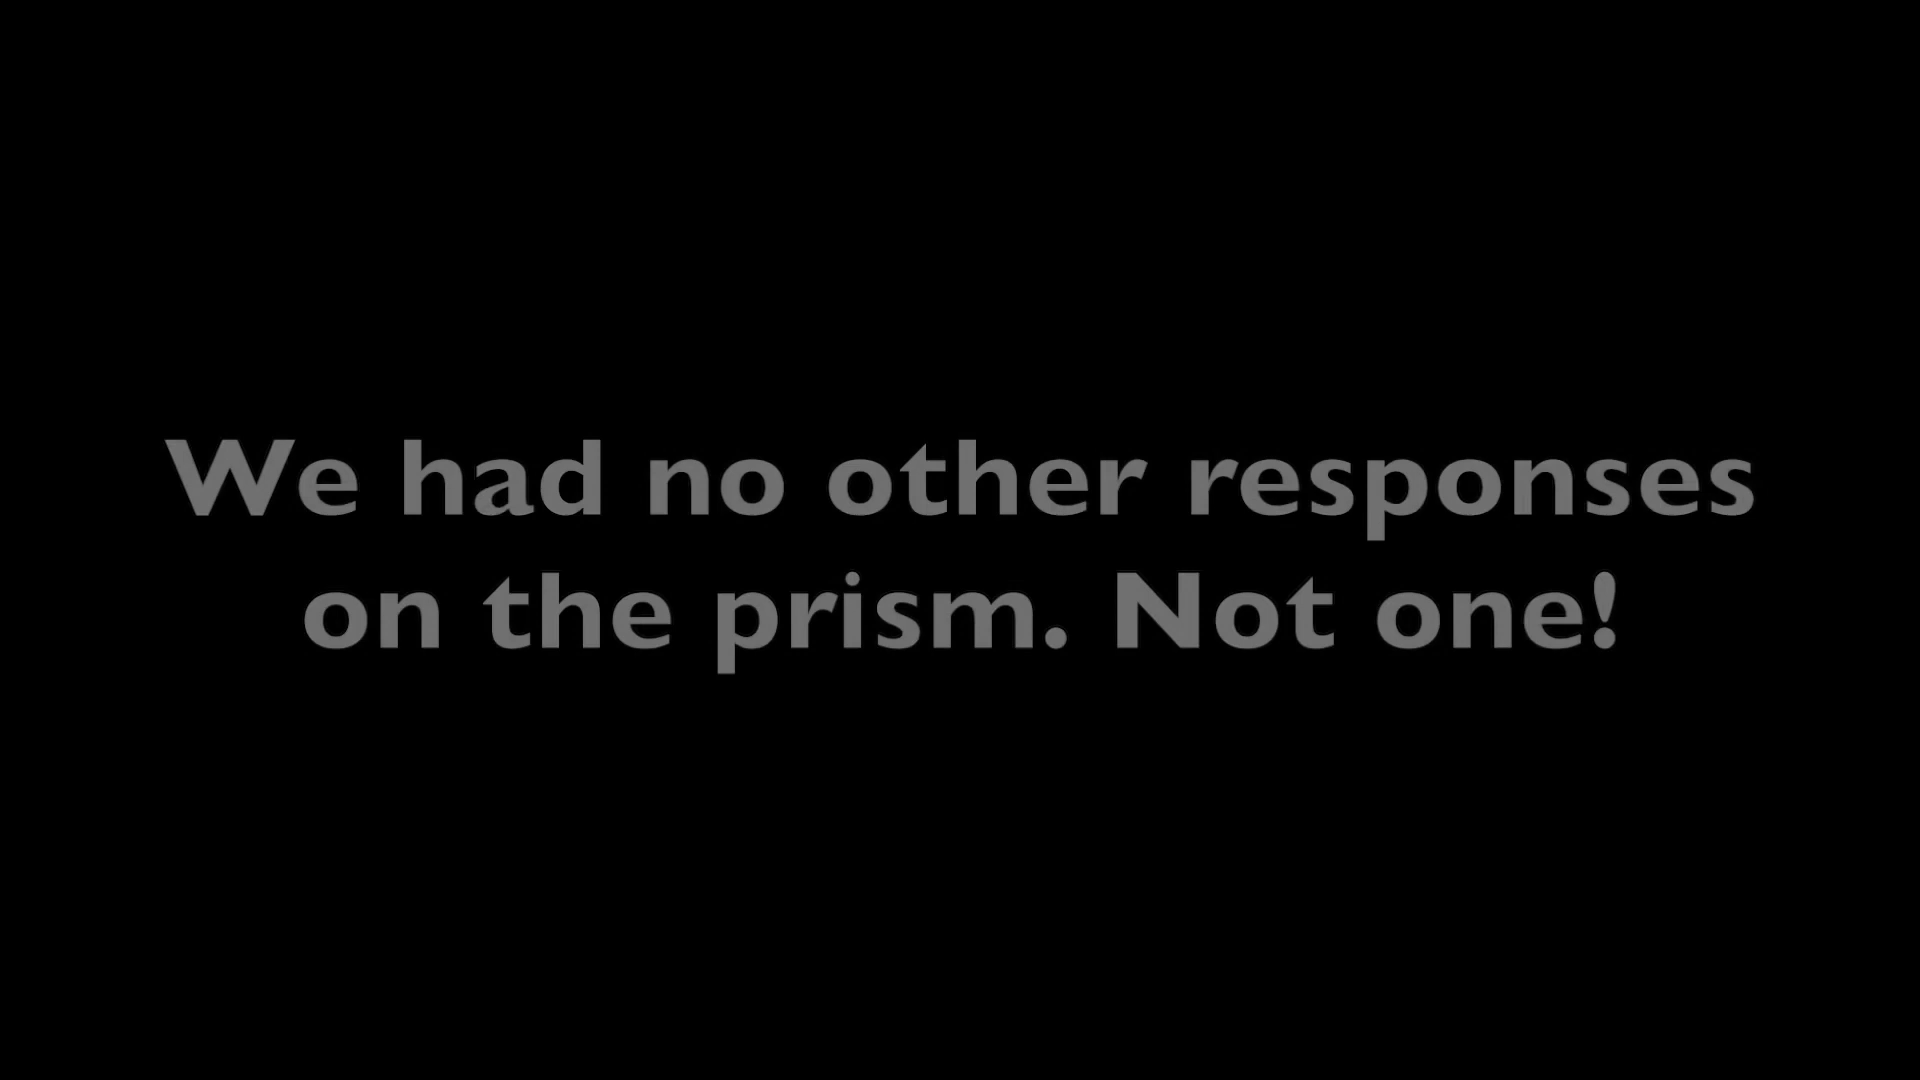 We had no other responses
on the prism. Not one!